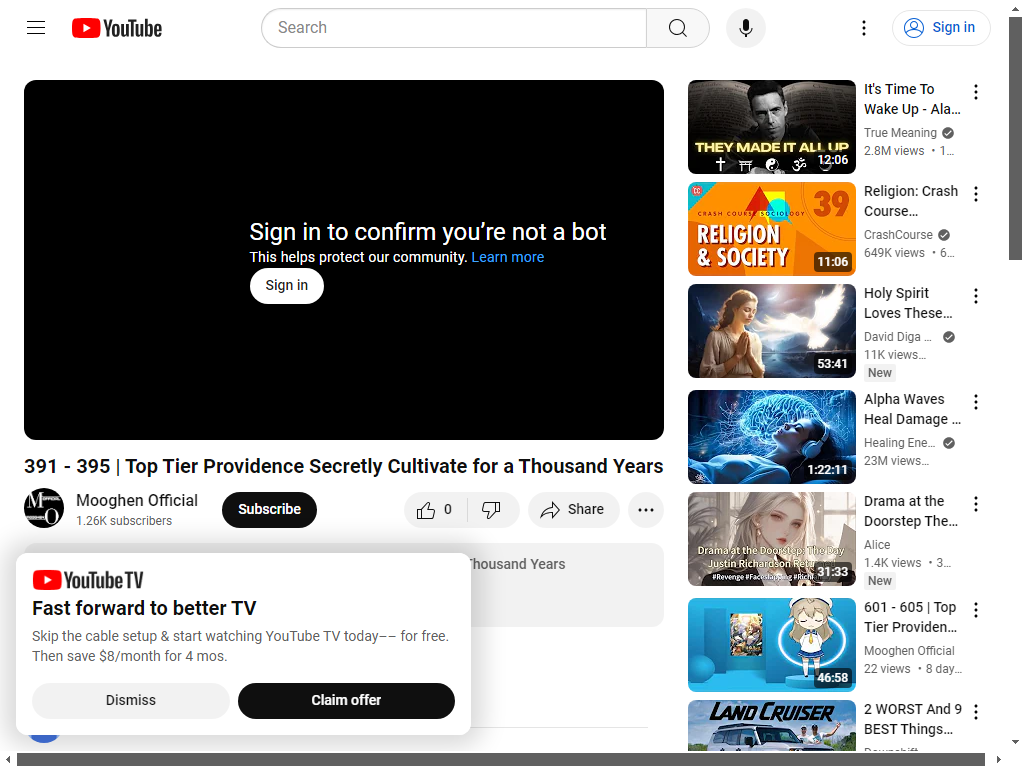 YouTube
Search
Sign in
Sign in to confirm you’re not a bot
This helps protect our community. Learn more
Sign in
391 - 395 | Top Tier Providence Secretly Cultivate for a Thousand Years
Mooghen Official
1.26K subscribers
Subscribe
0
Share
Thousand Years
YouTube TV
Fast forward to better TV
Skip the cable setup & start watching YouTube TV today–– for free.
Then save $8/month for 4 mos.
Dismiss
Claim offer
THEY MADE IT ALL UP
12:06
It's Time To
Wake Up - Ala...
True Meaning
2.8M views • 1...
CRASH COURSE SOCIOLOGY
39
RELIGION
& SOCIETY
11:06
Religion: Crash
Course...
CrashCourse
649K views • 6...
53:41
Holy Spirit
Loves These...
David Diga ...
11K views...
New
1:22:11
Alpha Waves
Heal Damage ...
Healing Ene...
23M views...
Drama at the Doorstep: The Day
Justin Richardson Ret
31:33
Drama at the
Doorstep The...
Alice
1.4K views • 3...
New
46:58
601 - 605 | Top
Tier Providen...
Mooghen Official
22 views • 8 day...
LAND CRUISER
2 WORST And 9
BEST Things...